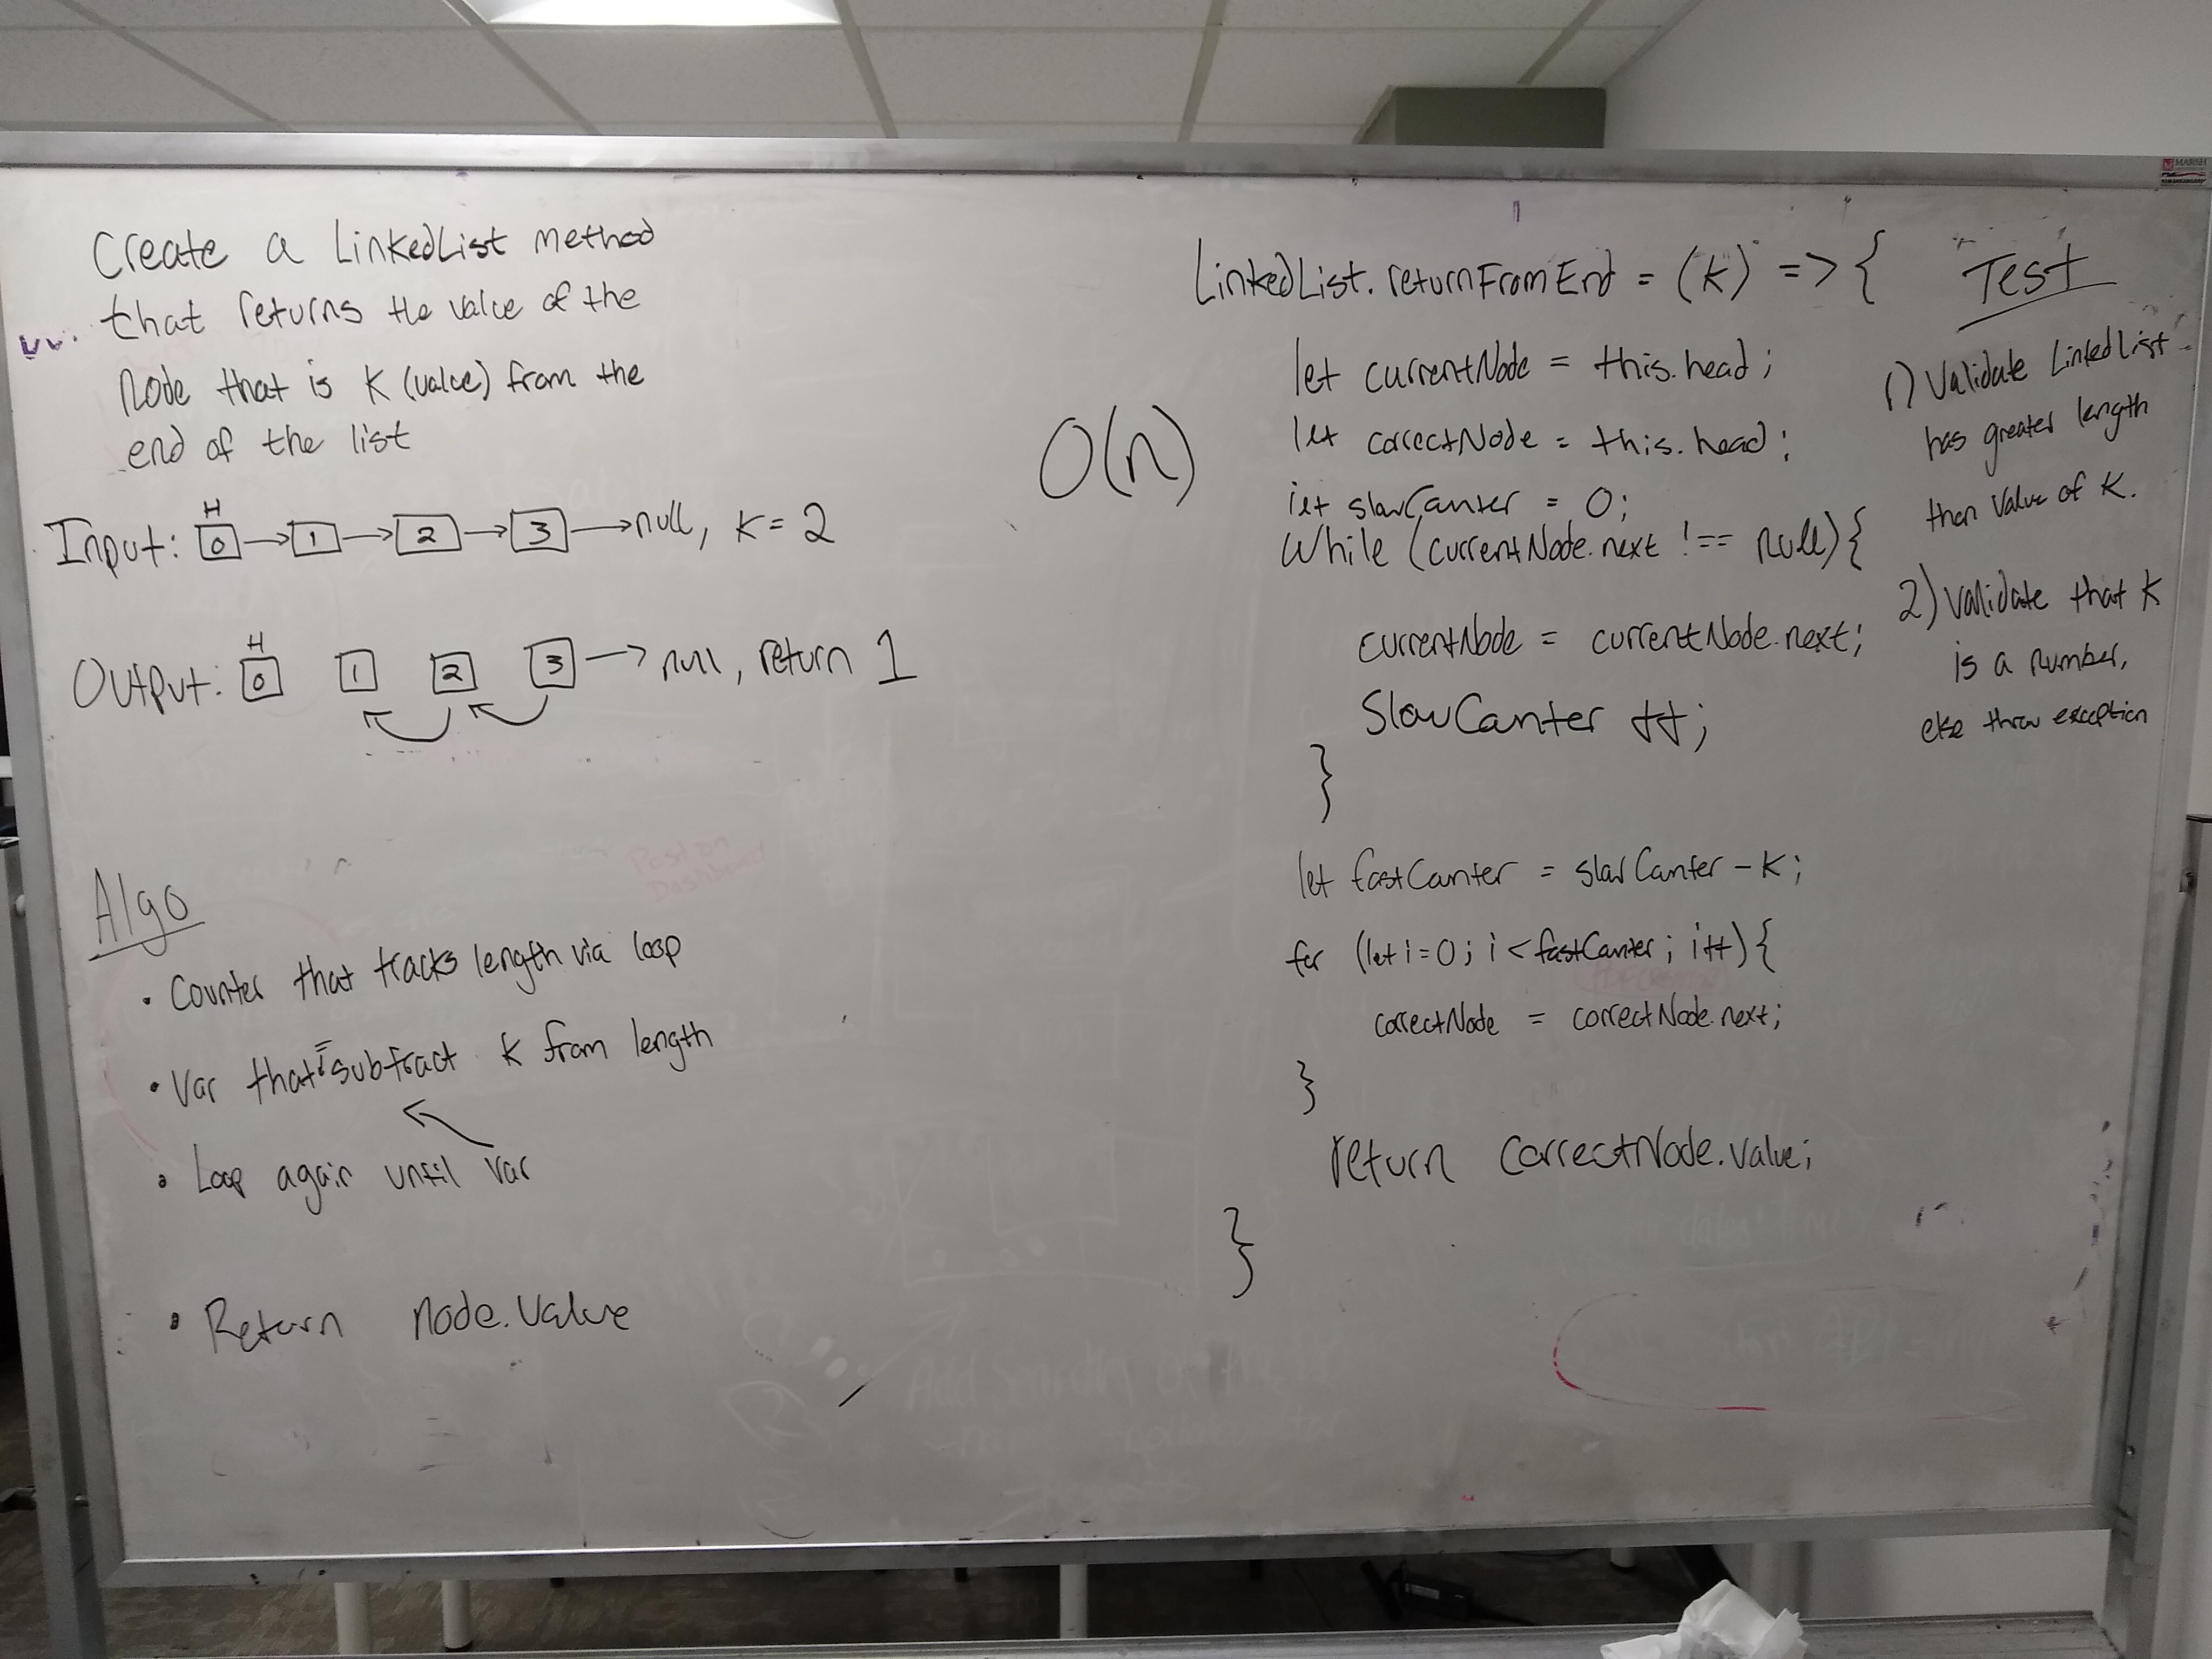 Create a LinkedList method
that returns the value of the
Node that is K (value) from the
end of the list
Input: H 0 → 1 → 2 → 3 → null, K = 2
Output: H 0 1 2 3 → null, return 1
Algo
• Counter that tracks length via loop
• Var that subtract K from length
• Loop again until var
• Return node.value
Post on
Dashboard
O(n)
LinkedList.returnFromEnd = (K) => {
let currentNode = this.head;
let correctNode = this.head;
let slowCanter = 0;
While (currentNode.next !== null) {
currentNode = currentNode.next;
SlowCanter ++;
}
let fastCanter = slowCanter - K;
for (let i=0; i < fastCanter; i++) {
correctNode = correctNode.next;
}
return correctNode.value;
}
Test
1) Validate LinkedList
has greater length
than value of K.
2) Validate that K
is a number,
else throw exception
MARSH